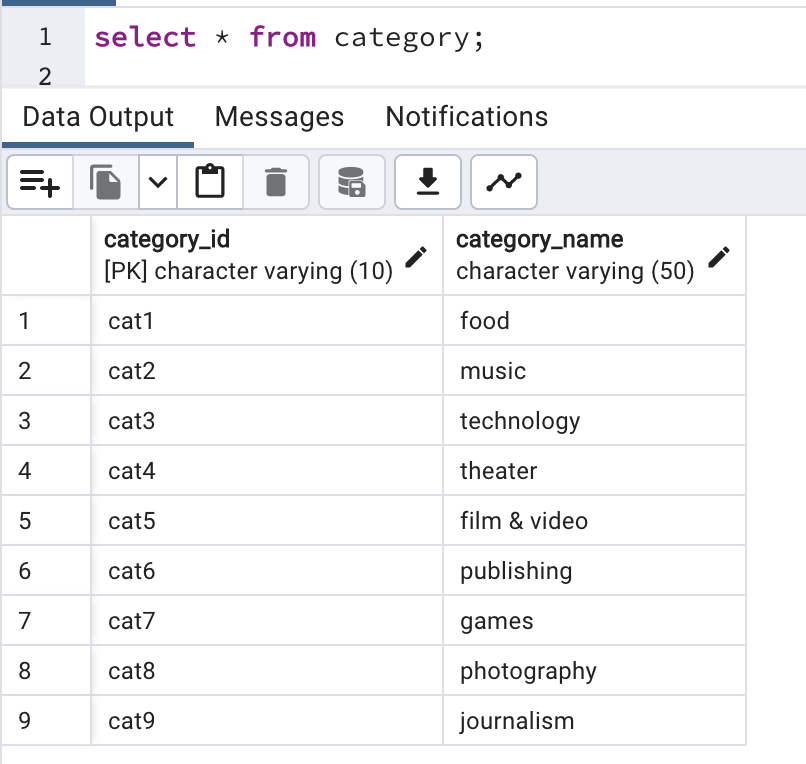 1 select * from category;
2
Data Output Messages Notifications
category_id category_name
[PK] character varying (10) character varying (50)
1 cat1 food
2 cat2 music
3 cat3 technology
4 cat4 theater
5 cat5 film & video
6 cat6 publishing
7 cat7 games
8 cat8 photography
9 cat9 journalism